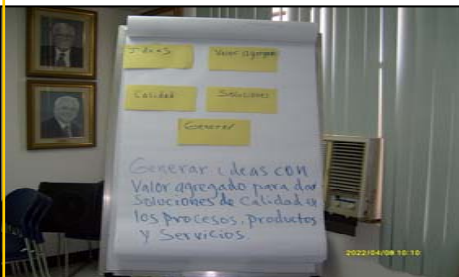 Ideas
Valor agregado
Calidad
Soluciones
Generar
Generar ideas con
Valor agregado para dar
Soluciones de Calidad en
los procesos, productos
y Servicios.
2022/04/08 10:10